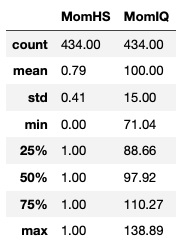 MomHS MomIQ
count 434.00 434.00
mean 0.79 100.00
std 0.41 15.00
min 0.00 71.04
25% 1.00 88.66
50% 1.00 97.92
75% 1.00 110.27
max 1.00 138.89